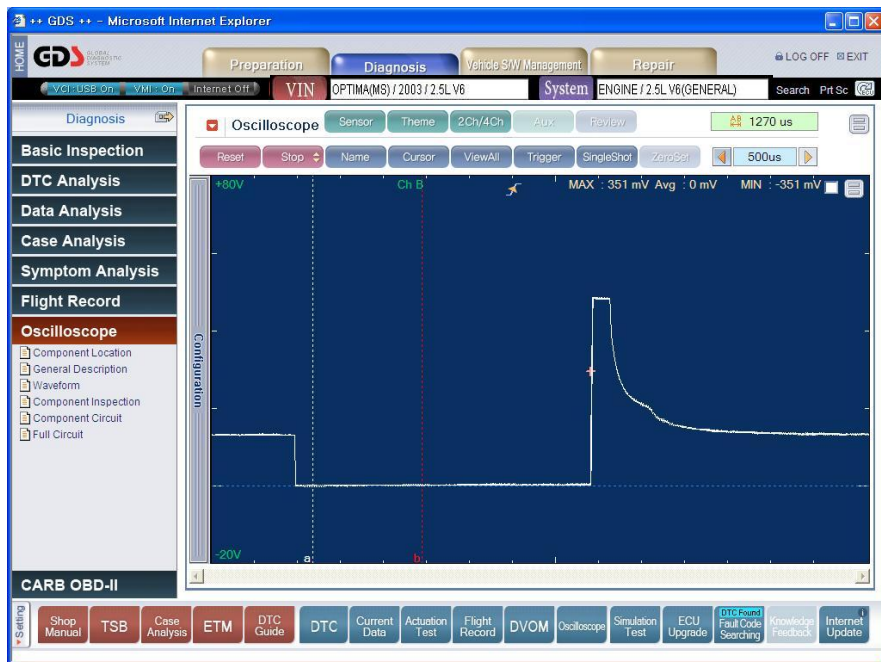 ++ GDS ++ - Microsoft Internet Explorer
HOME
GDS GLOBAL DIAGNOSTIC SYSTEM
Preparation Diagnosis Vehicle S/W Management Repair
LOG OFF EXIT
VCI :USB On VMI : On Internet Off VIN OPTIMA(MS) / 2003 / 2.5L V6 System ENGINE / 2.5L V6(GENERAL) Search Prt Sc
Diagnosis
Basic Inspection
DTC Analysis
Data Analysis
Case Analysis
Symptom Analysis
Flight Record
Oscilloscope
Component Location
General Description
Waveform
Component Inspection
Component Circuit
Full Circuit
CARB OBD-II
Oscilloscope Sensor Theme 2Ch/4Ch Aux Review AB 1270 us
Reset Stop Name Cursor ViewAll Trigger SingleShot ZeroSet 500us
+80V Ch B MAX : 351 mV Avg : 0 mV MIN : -351 mV
Configuration
-20V a b
Setting
Shop Manual
TSB
Case Analysis
ETM
DTC Guide
DTC
Current Data
Actuation Test
Flight Record
DVOM
Oscilloscope
Simulation Test
ECU Upgrade
DTC Found
Fault Code Searching
Knowledge Feedback
Internet Update